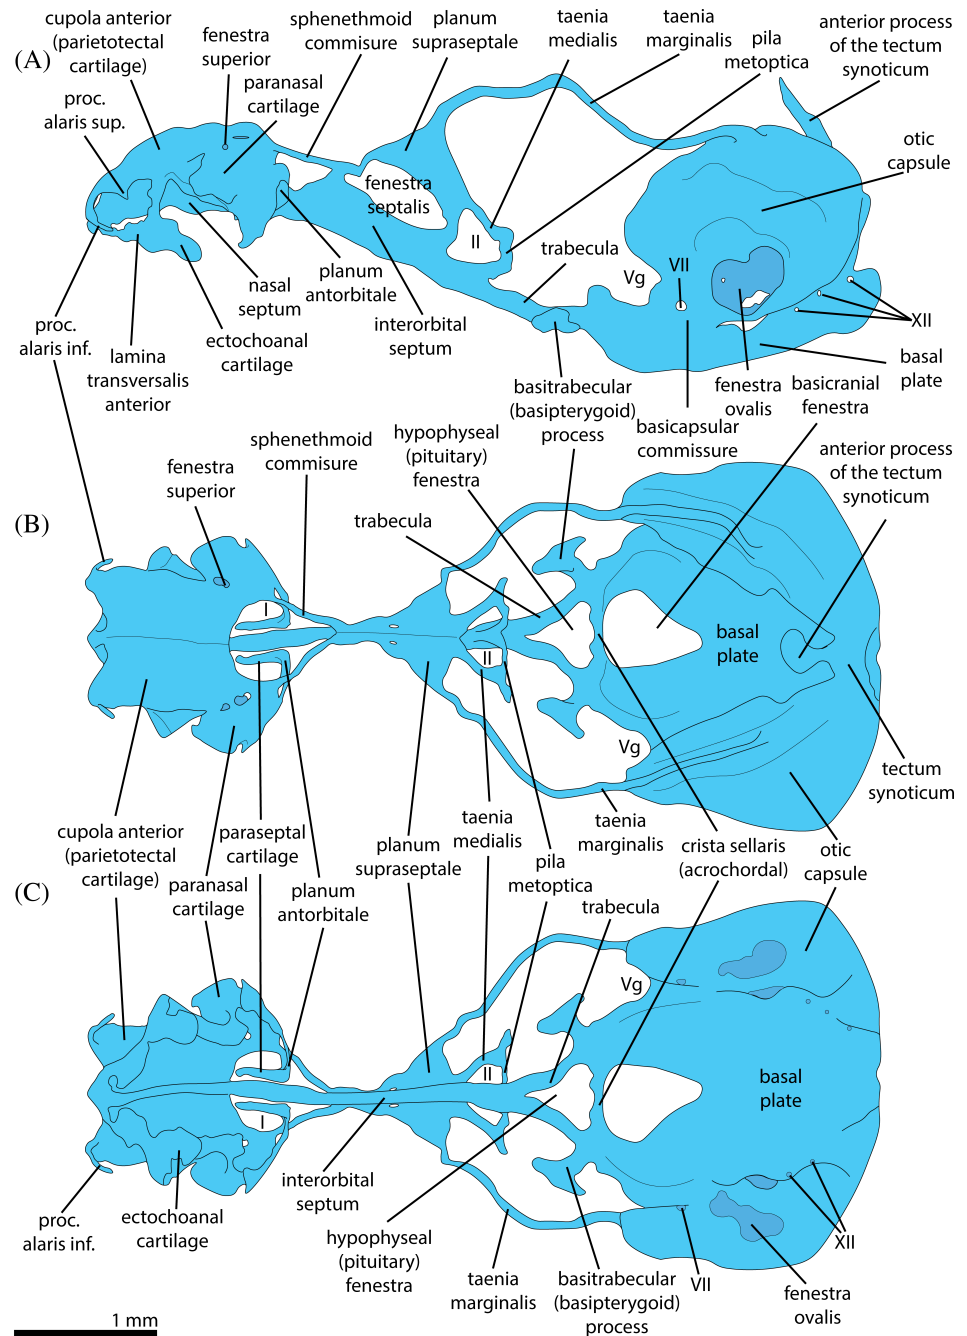 (A)
cupola anterior
(parietotectal
cartilage)
fenestra
superior
sphenethmoid
commisure
planum
supraseptale
taenia
medialis
taenia
marginalis
pila
metoptica
anterior process
of the tectum
synoticum
proc.
alaris sup.
paranasal
cartilage
otic
capsule
fenestra
septalis
II
trabecula
Vg
VII
XII
proc.
alaris inf.
lamina
transversalis
anterior
ectochoanal
cartilage
nasal
septum
planum
antorbitale
interorbital
septum
basitrabecular
(basipterygoid)
process
basicapsular
commissure
fenestra
ovalis
basicranial
fenestra
basal
plate
(B)
fenestra
superior
sphenethmoid
commisure
hypophyseal
(pituitary)
fenestra
trabecula
anterior process
of the tectum
synoticum
I
II
Vg
basal
plate
tectum
synoticum
cupola anterior
(parietotectal
cartilage)
paranasal
cartilage
paraseptal
cartilage
planum
antorbitale
planum
supraseptale
taenia
medialis
pila
metoptica
taenia
marginalis
crista sellaris
(acrochordal)
otic
capsule
(C)
trabecula
Vg
II
I
basal
plate
proc.
alaris inf.
ectochoanal
cartilage
interorbital
septum
hypophyseal
(pituitary)
fenestra
taenia
marginalis
basitrabecular
(basipterygoid)
process
VII
XII
fenestra
ovalis
1 mm